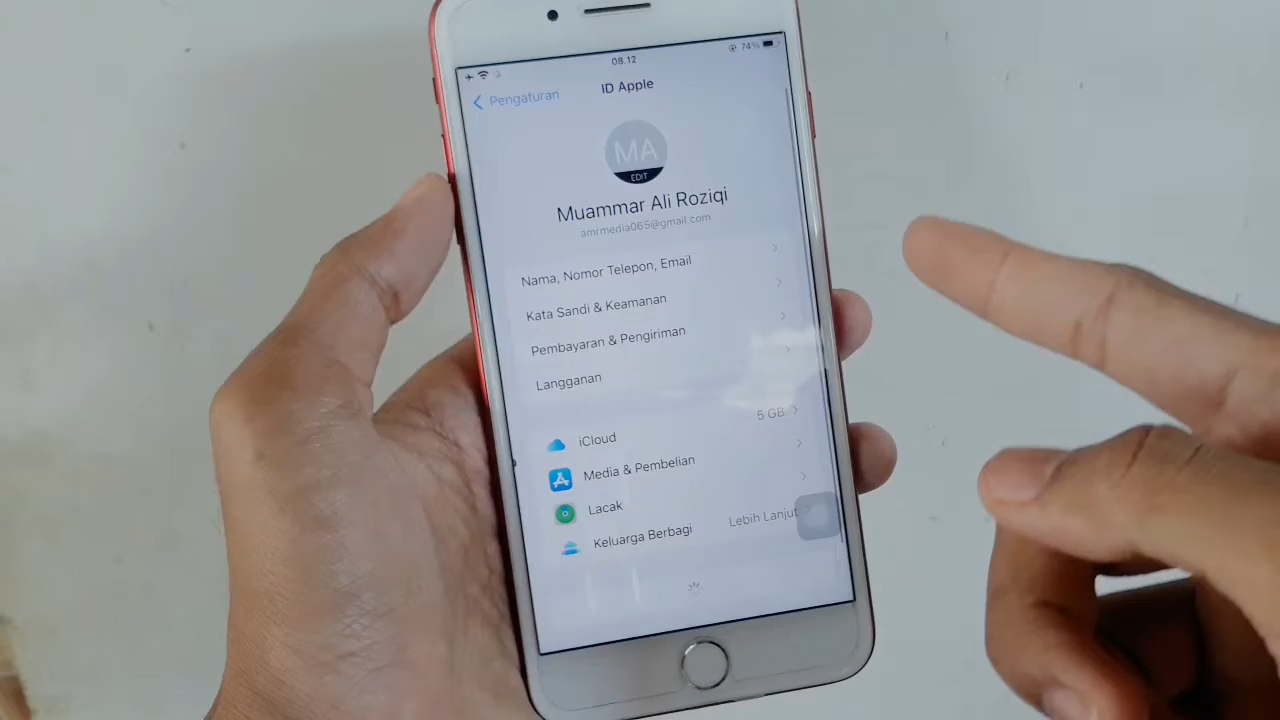 08.12
74%
Pengaturan
ID Apple
MA
EDIT
Muammar Ali Roziqi
amrmedia065@gmail.com
Nama, Nomor Telepon, Email
Kata Sandi & Keamanan
Pembayaran & Pengiriman
Langganan
iCloud 5 GB
Media & Pembelian
Lacak
Keluarga Berbagi Lebih Lanjut